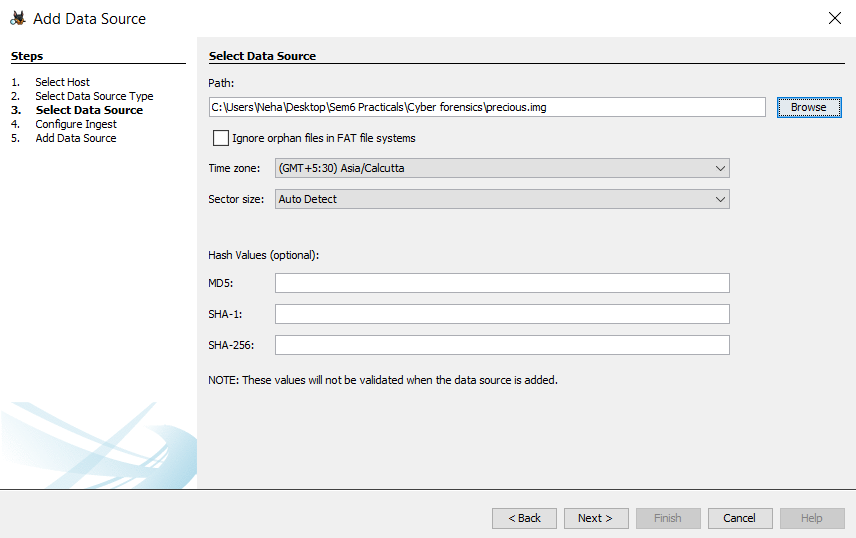 Add Data Source
Steps
1. Select Host
2. Select Data Source Type
3. Select Data Source
4. Configure Ingest
5. Add Data Source
Select Data Source
Path:
C:\Users\Neha\Desktop\Sem6 Practicals\Cyber forensics\precious.img
Browse
Ignore orphan files in FAT file systems
Time zone: (GMT+5:30) Asia/Calcutta
Sector size: Auto Detect
Hash Values (optional):
MD5:
SHA-1:
SHA-256:
NOTE: These values will not be validated when the data source is added.
< Back Next > Finish Cancel Help